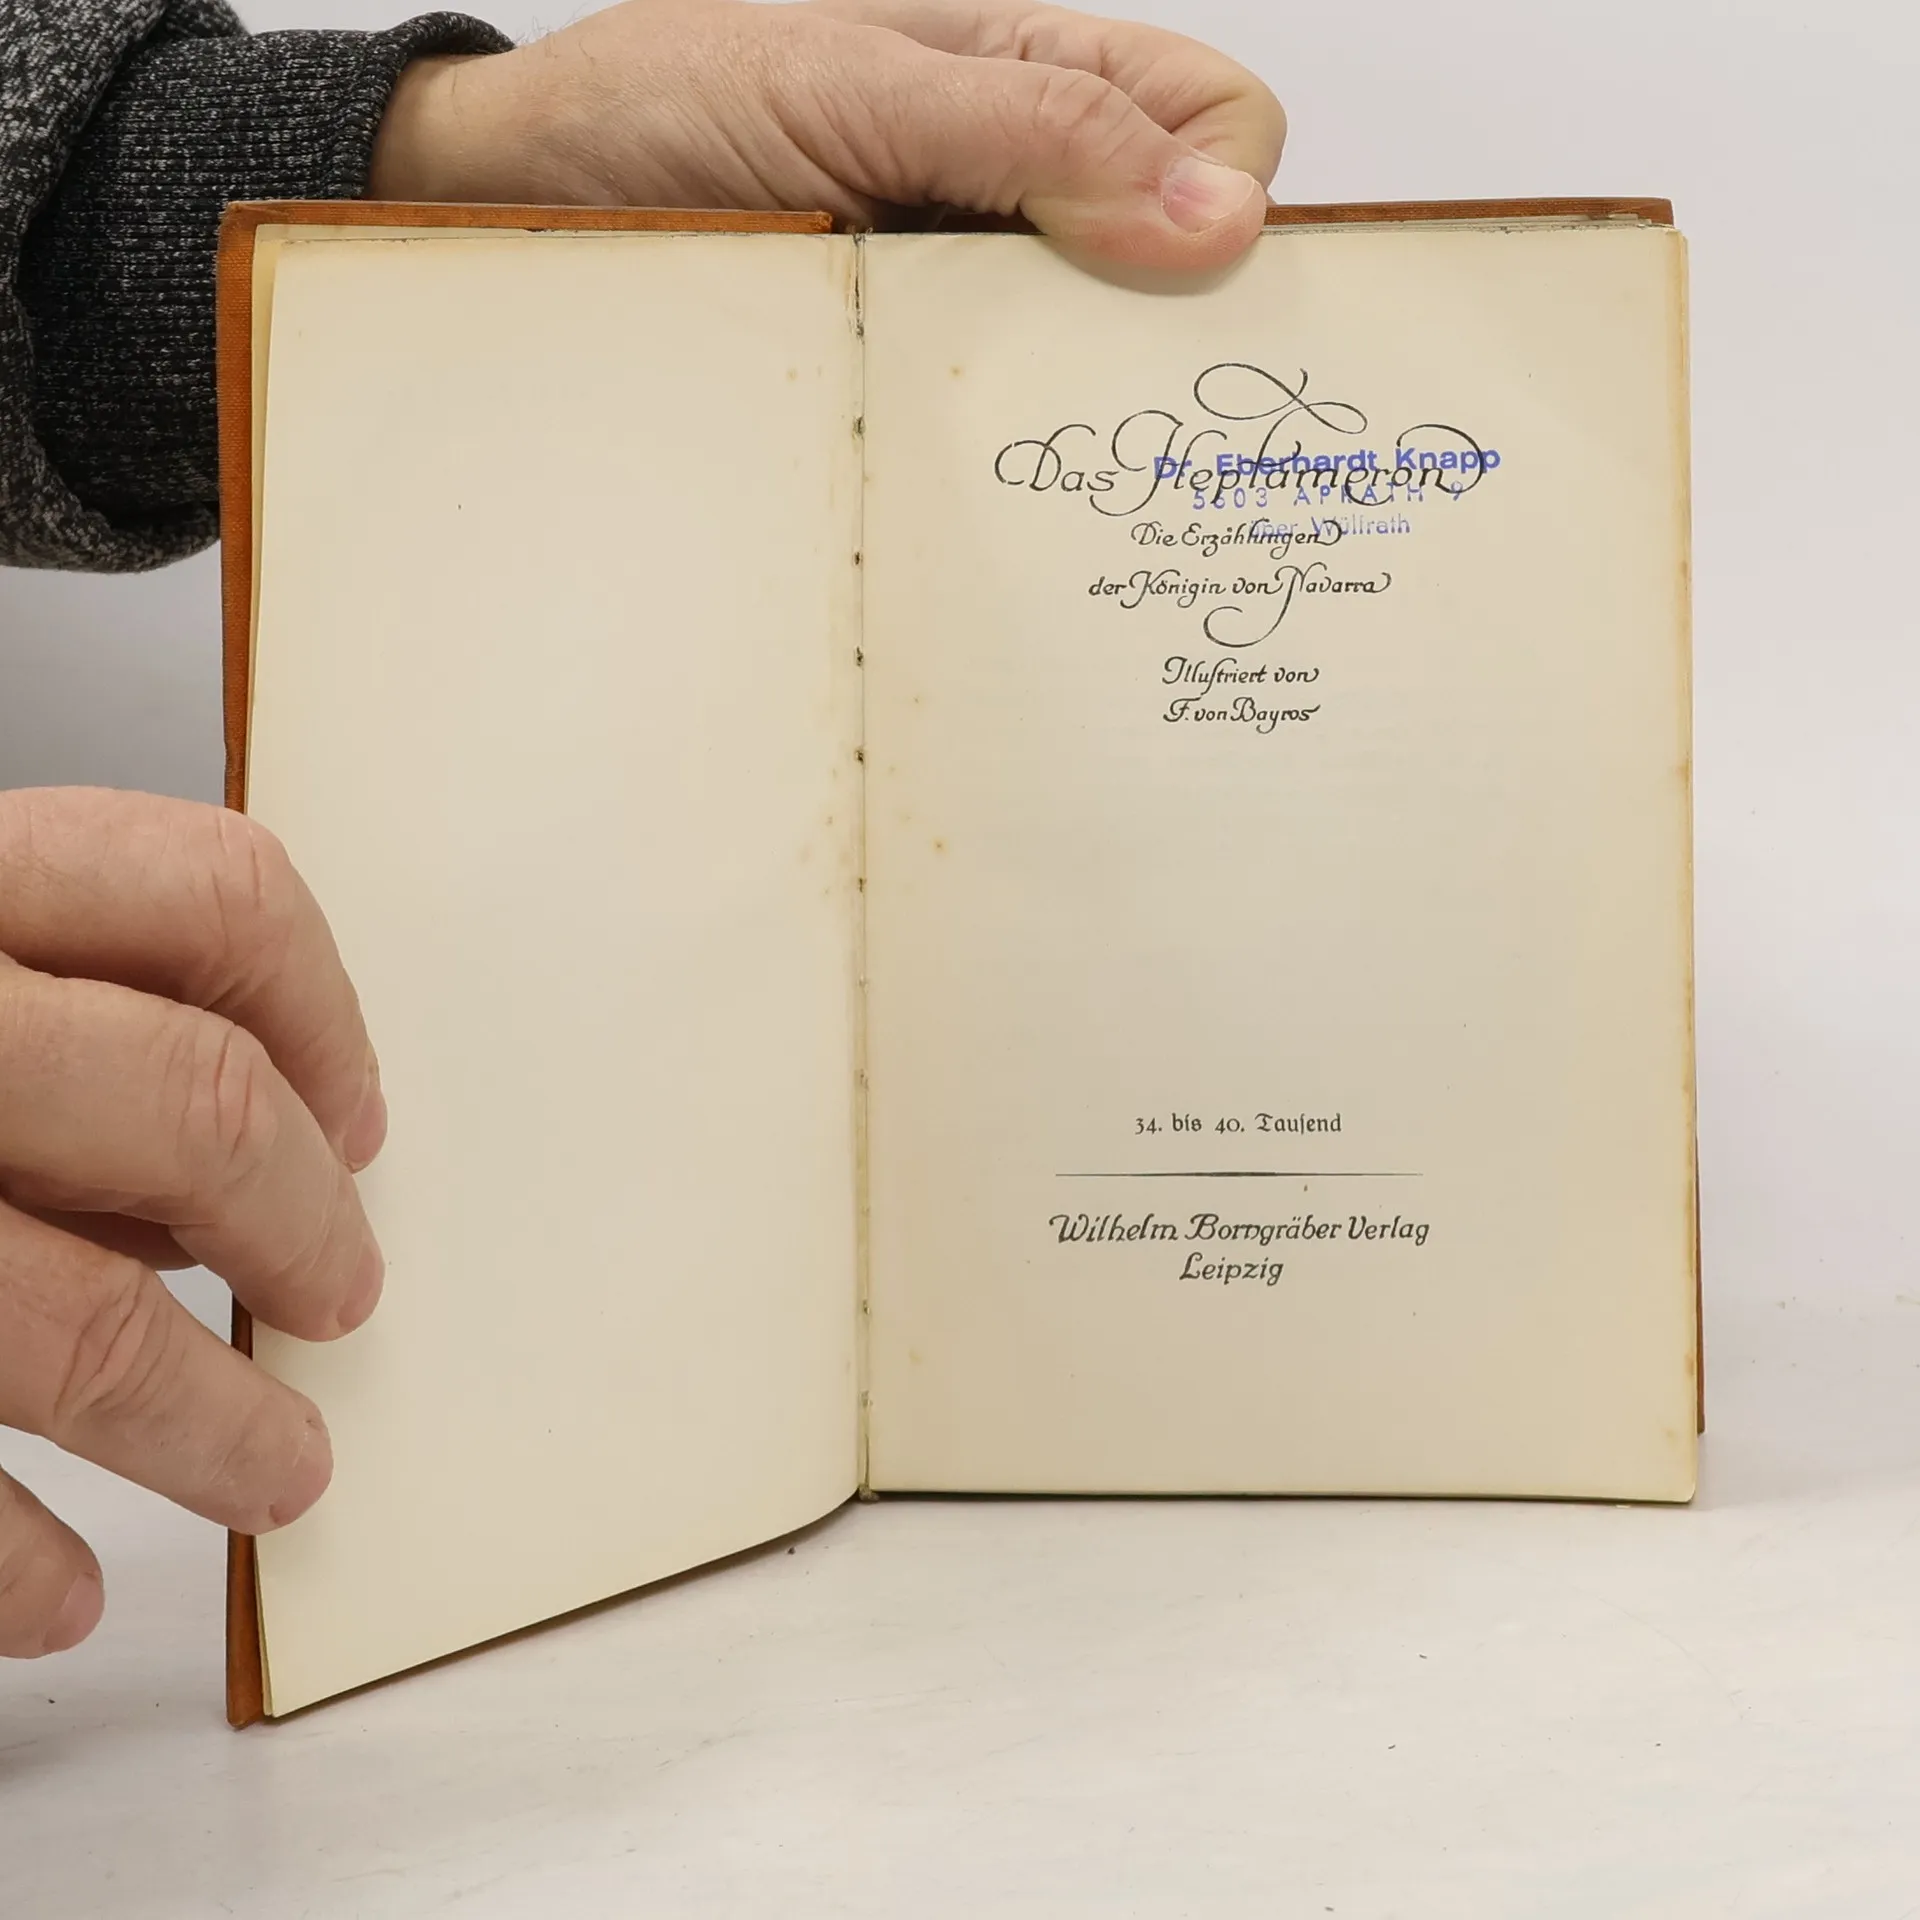 Das Heptameron
Dr. Eberhardt Knapp
5603 APRATH 9
über Wülfrath
Die Erzählungen
der Königin von Navarra
Illuſtriert von
F. von Bayros
34. bis 40. Tauſend
Wilhelm Borngräber Verlag
Leipzig